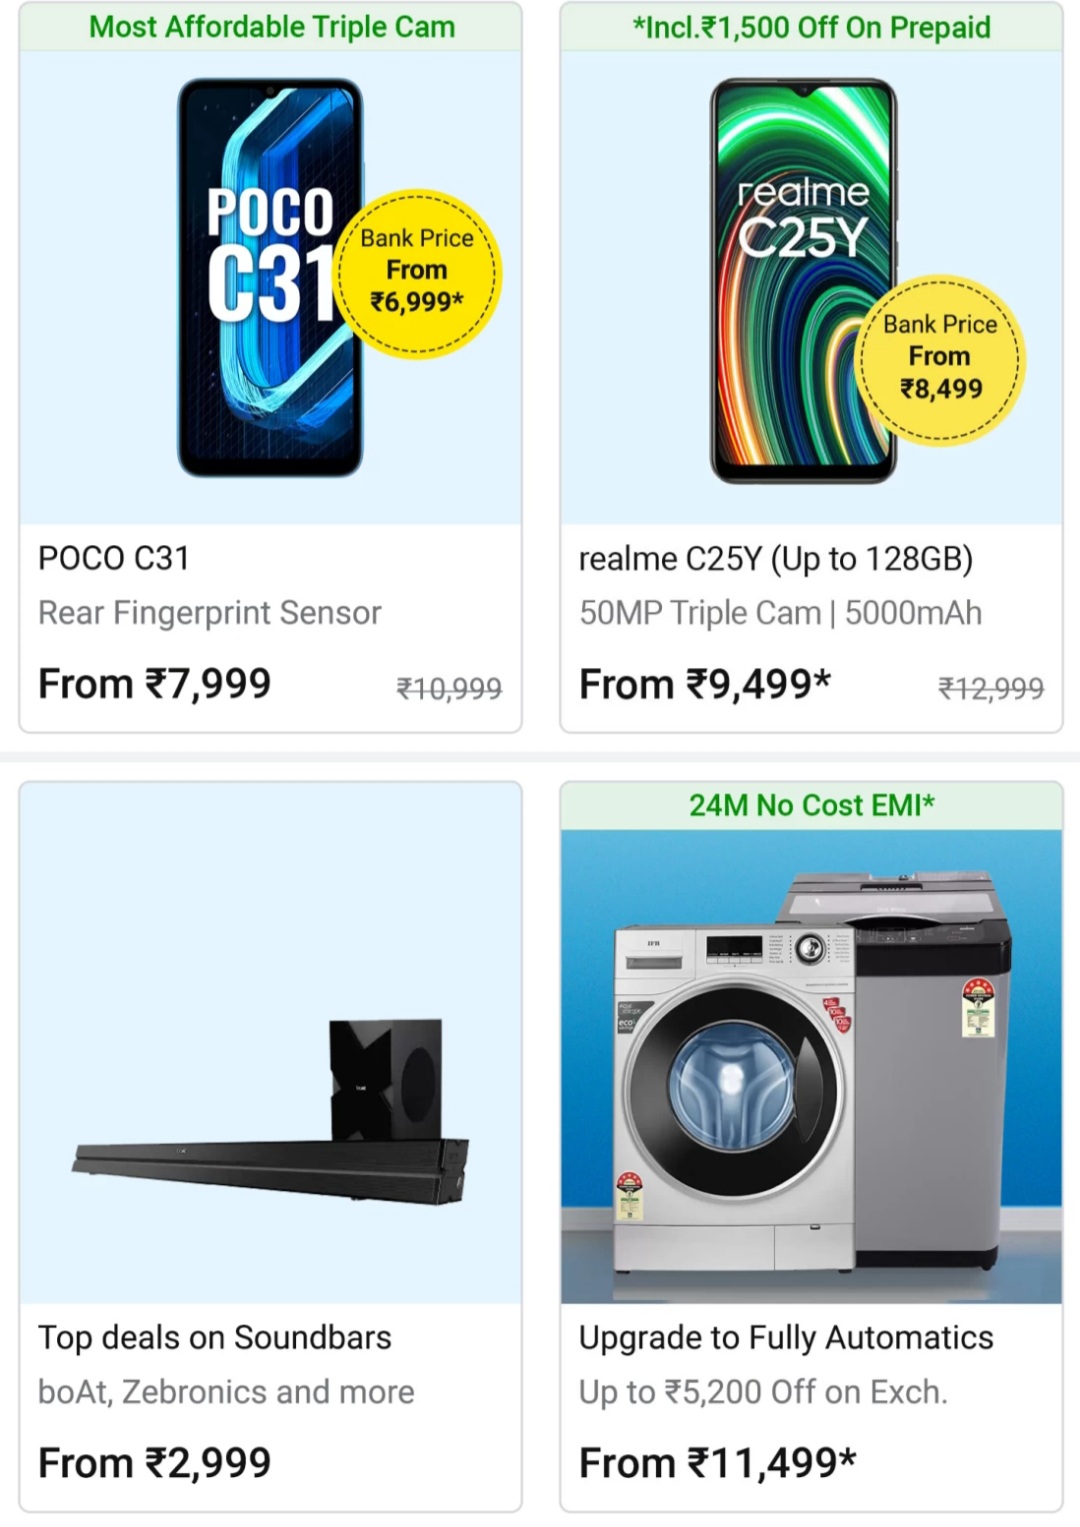 Most Affordable Triple Cam
POCO
C31
Bank Price
From
₹6,999*
POCO C31
Rear Fingerprint Sensor
From ₹7,999
₹10,999
*Incl.₹1,500 Off On Prepaid
realme
C25Y
Bank Price
From
₹8,499
realme C25Y (Up to 128GB)
50MP Triple Cam | 5000mAh
From ₹9,499*
₹12,999
Top deals on Soundbars
boAt, Zebronics and more
From ₹2,999
24M No Cost EMI*
IFB
eco
Upgrade to Fully Automatics
Up to ₹5,200 Off on Exch.
From ₹11,499*